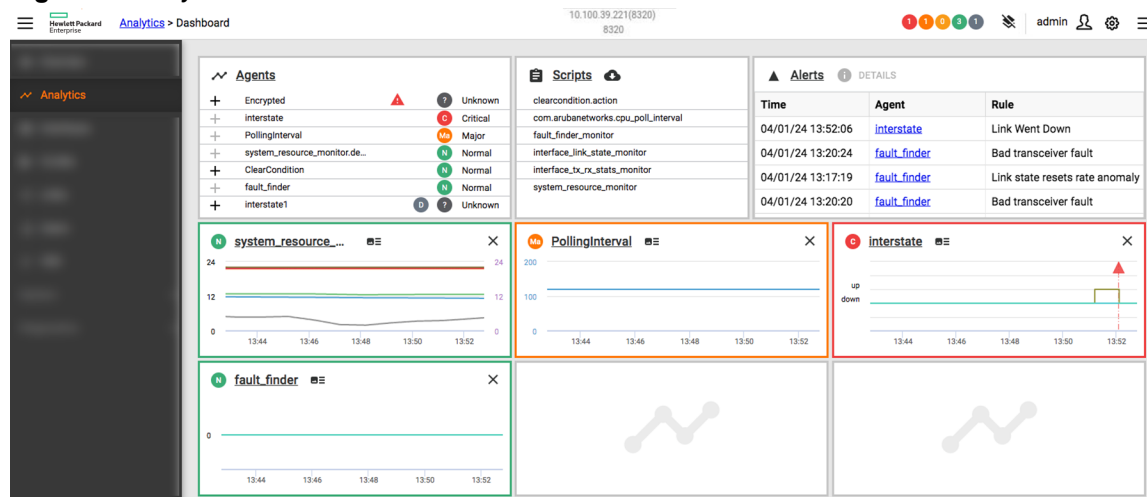 Hewlett Packard
Enterprise
Analytics > Dashboard
10.100.39.221(8320)
8320
1 1 0 3 1
admin
Analytics
Agents
Encrypted ? Unknown
interstate C Critical
PollingInterval Ma Major
system_resource_monitor.de... N Normal
ClearCondition N Normal
fault_finder N Normal
interstate1 D ? Unknown
Scripts
clearcondition.action
com.arubanetworks.cpu_poll_interval
fault_finder_monitor
interface_link_state_monitor
interface_tx_rx_stats_monitor
system_resource_monitor
Alerts i DETAILS
Time Agent Rule
04/01/24 13:52:06 interstate Link Went Down
04/01/24 13:20:24 fault_finder Bad transceiver fault
04/01/24 13:17:19 fault_finder Link state resets rate anomaly
04/01/24 13:20:20 fault_finder Bad transceiver fault
N system_resource_...
24 24
12 12
0 0
13:44 13:46 13:48 13:50 13:52
Ma PollingInterval
200
100
0
13:44 13:46 13:48 13:50 13:52
C interstate
up
down
13:44 13:46 13:48 13:50 13:52
N fault_finder
0
13:44 13:46 13:48 13:50 13:52